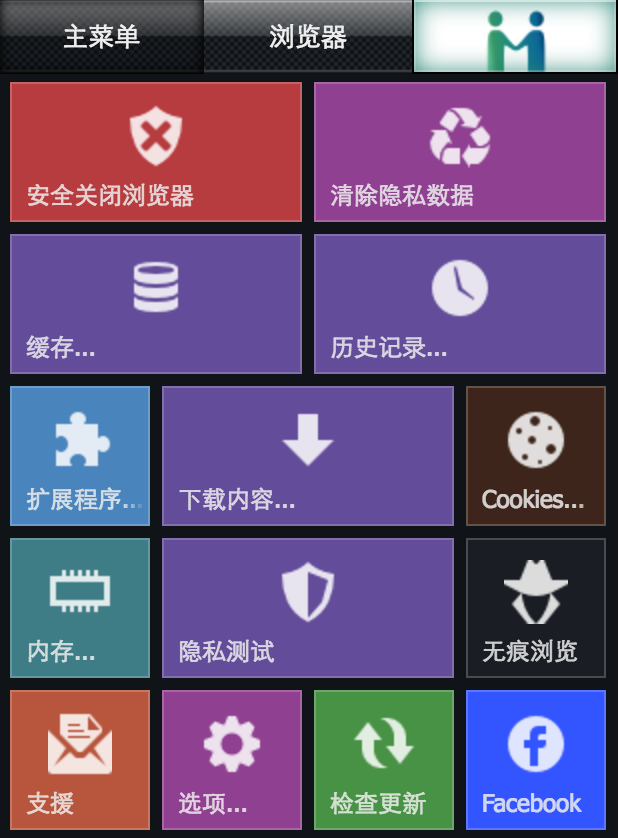 主菜单
浏览器
安全关闭浏览器
清除隐私数据
缓存...
历史记录...
扩展程序...
下载内容...
Cookies...
内存...
隐私测试
无痕浏览
支援
选项...
检查更新
Facebook